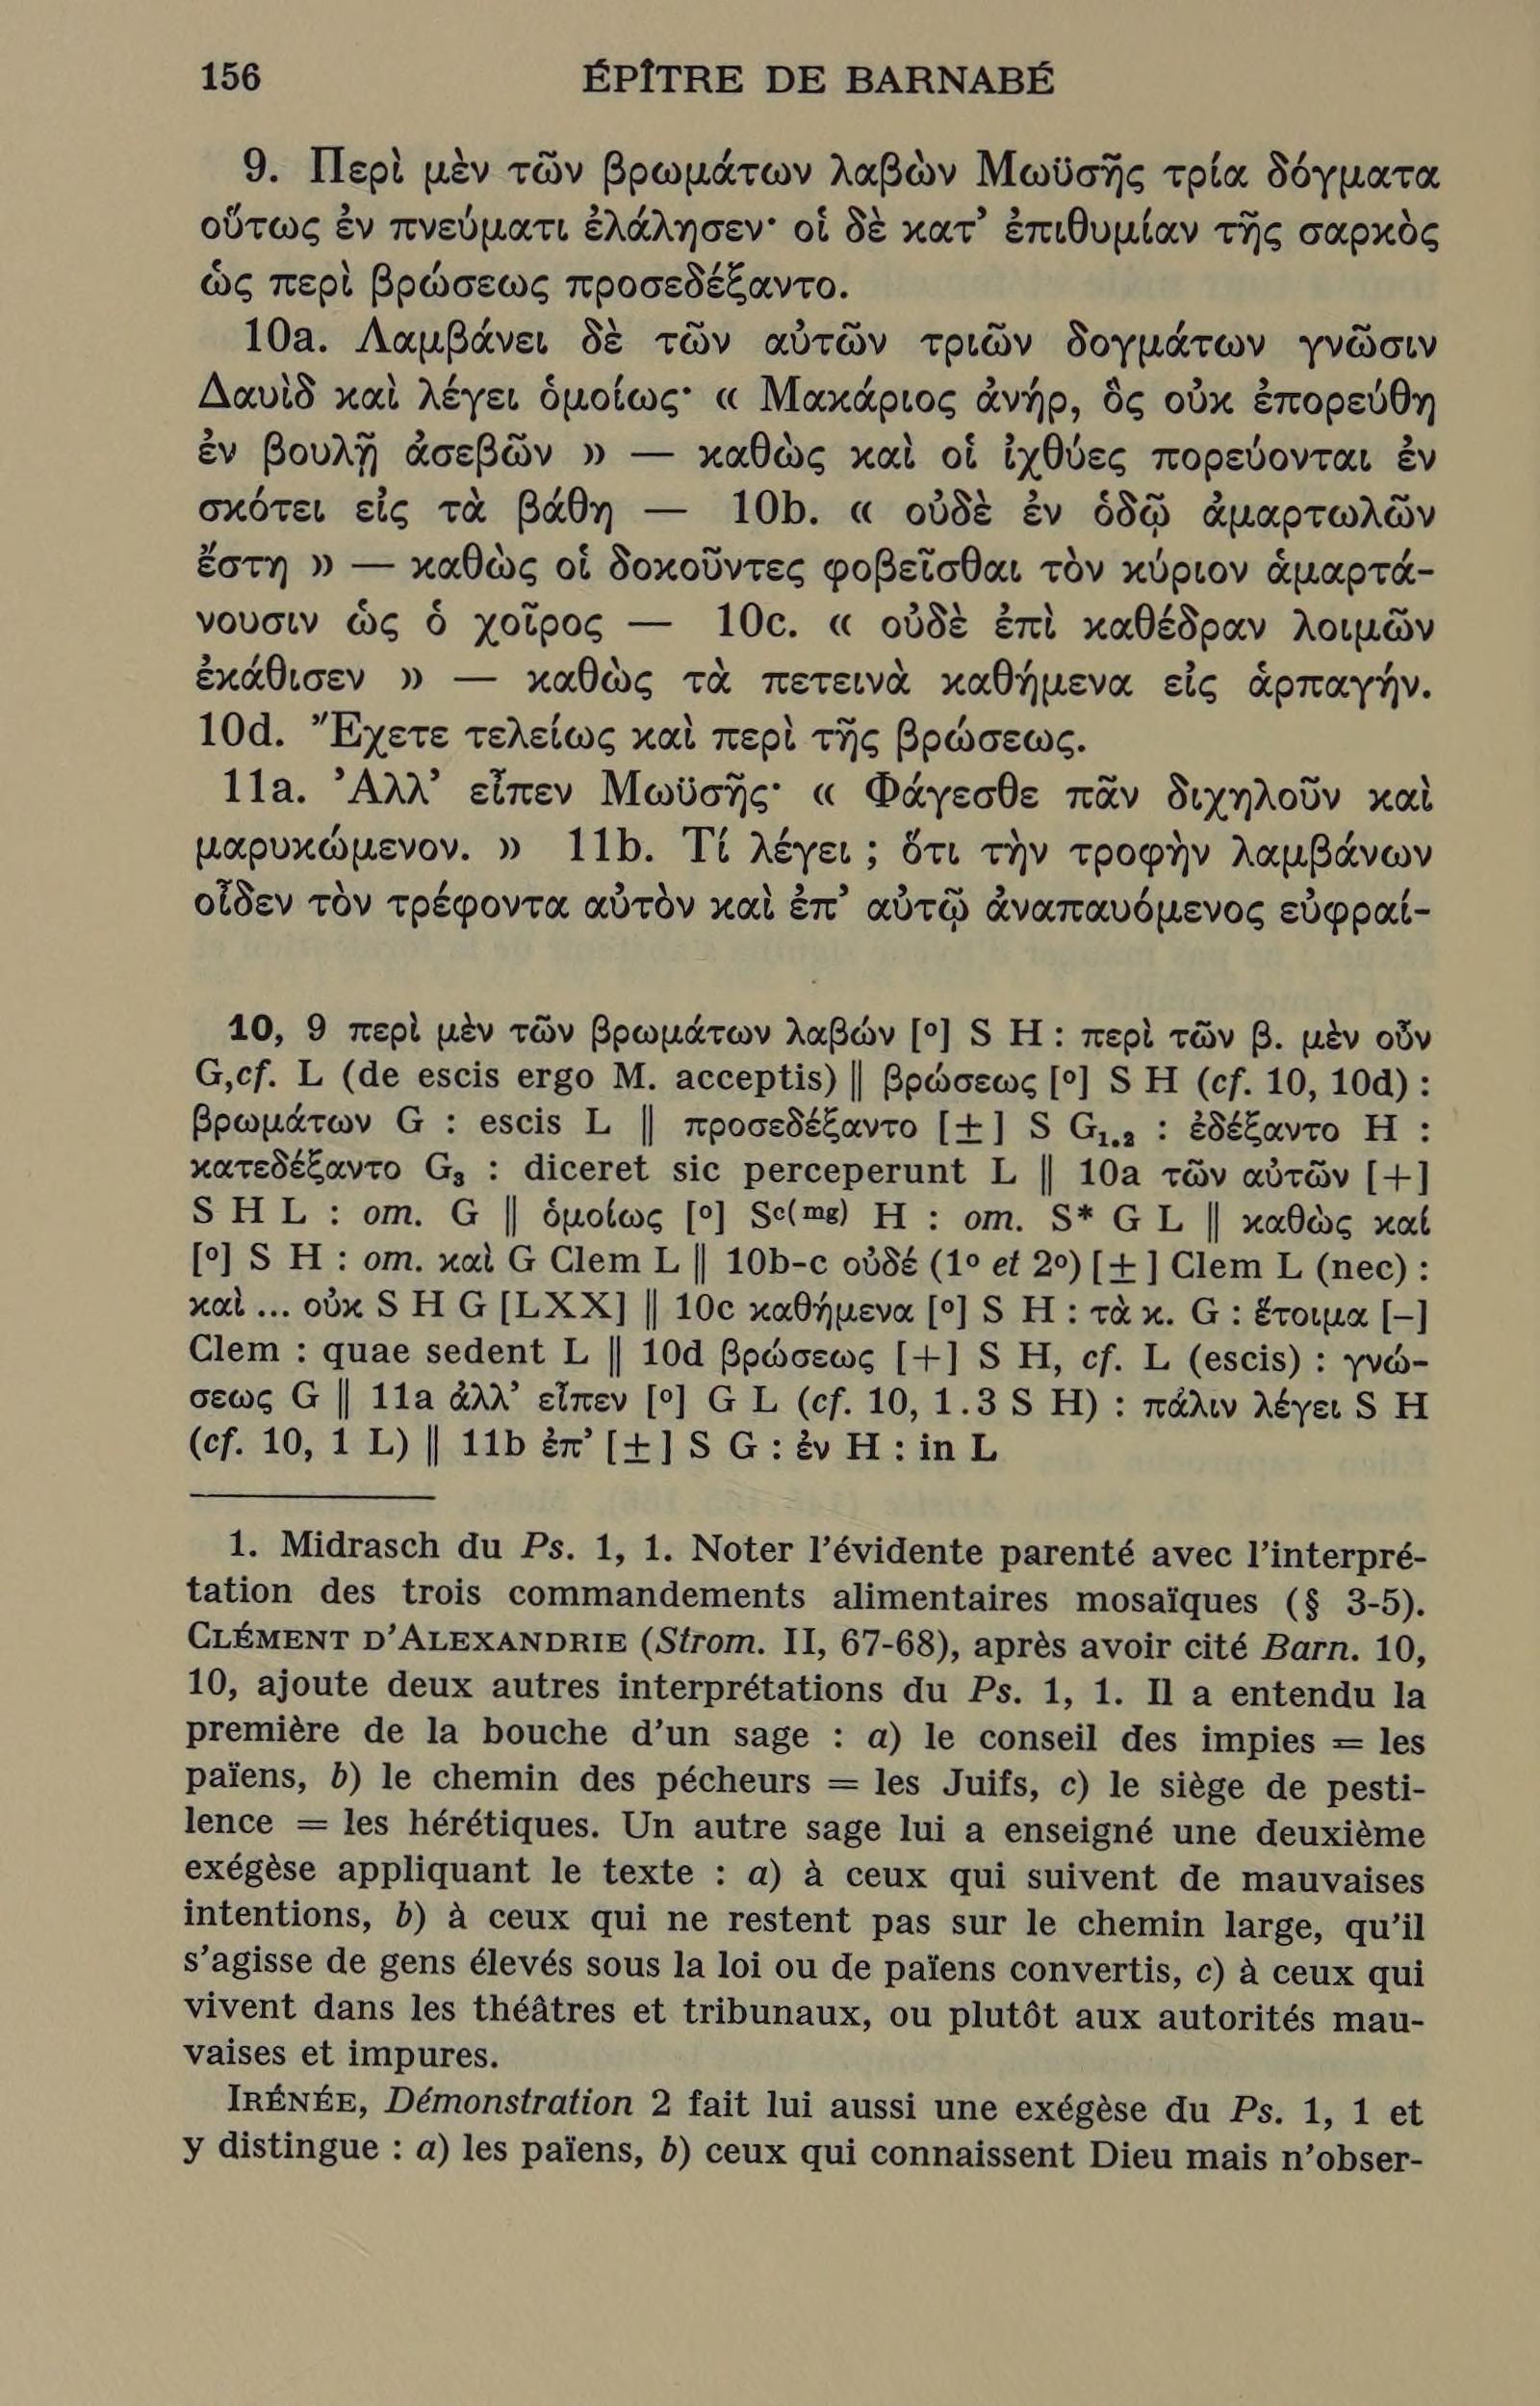 156
ÉPÎTRE DE BARNABÉ
9. Περὶ μὲν τῶν βρωμάτων λαβὼν Μωϋσῆς τρία δόγματα
οὕτως ἐν πνεύματι ἐλάλησεν· οἱ δὲ κατ’ ἐπιθυμίαν τῆς σαρκὸς
ὡς περὶ βρώσεως προσεδέξαντο.
10a. Λαμβάνει δὲ τῶν αὐτῶν τριῶν δογμάτων γνῶσιν
Δαυὶδ καὶ λέγει ὁμοίως· « Μακάριος ἀνήρ, ὃς οὐκ ἐπορεύθη
ἐν βουλῇ ἀσεβῶν » — καθὼς καὶ οἱ ἰχθύες πορεύονται ἐν
σκότει εἰς τὰ βάθη — 10b. « οὐδὲ ἐν ὁδῷ ἁμαρτωλῶν
ἔστη » — καθὼς οἱ δοκοῦντες φοβεῖσθαι τὸν κύριον ἁμαρτά-
νουσιν ὡς ὁ χοῖρος — 10c. « οὐδὲ ἐπὶ καθέδραν λοιμῶν
ἐκάθισεν » — καθὼς τὰ πετεινὰ καθήμενα εἰς ἁρπαγήν.
10d. Ἔχετε τελείως καὶ περὶ τῆς βρώσεως.
11a. Ἀλλ’ εἶπεν Μωϋσῆς· « Φάγεσθε πᾶν διχηλοῦν καὶ
μαρυκώμενον. » 11b. Τί λέγει ; ὅτι τὴν τροφὴν λαμβάνων
οἶδεν τὸν τρέφοντα αὐτὸν καὶ ἐπ’ αὐτῷ ἀναπαυόμενος εὐφραί-
10, 9 περὶ μὲν τῶν βρωμάτων λαβών [º] S H : περὶ τῶν β. μὲν οὖν
G,cf. L (de escis ergo M. acceptis) || βρώσεως [º] S H (cf. 10, 10d) :
βρωμάτων G : escis L || προσεδέξαντο [±] S G₁.₂ : ἐδέξαντο H :
κατεδέξαντο G₃ : diceret sic perceperunt L || 10a τῶν αὐτῶν [+]
S H L : om. G || ὁμοίως [º] Sᶜ⁽ᵐᵍ⁾ H : om. S* G L || καθὼς καί
[º] S H : om. καὶ G Clem L || 10b-c οὐδέ (1º et 2º) [±] Clem L (nec) :
καὶ ... οὐκ S H G [LXX] || 10c καθήμενα [º] S H : τὰ κ. G : ἕτοιμα [–]
Clem : quae sedent L || 10d βρώσεως [+] S H, cf. L (escis) : γνώ-
σεως G || 11a ἀλλ’ εἶπεν [º] G L (cf. 10, 1.3 S H) : πάλιν λέγει S H
(cf. 10, 1 L) || 11b ἐπ’ [±] S G : ἐν H : in L
1. Midrasch du Ps. 1, 1. Noter l’évidente parenté avec l’interpré-
tation des trois commandements alimentaires mosaïques (§ 3-5).
CLÉMENT D’ALEXANDRIE (Strom. II, 67-68), après avoir cité Barn. 10,
10, ajoute deux autres interprétations du Ps. 1, 1. Il a entendu la
première de la bouche d’un sage : a) le conseil des impies = les
païens, b) le chemin des pécheurs = les Juifs, c) le siège de pesti-
lence = les hérétiques. Un autre sage lui a enseigné une deuxième
exégèse appliquant le texte : a) à ceux qui suivent de mauvaises
intentions, b) à ceux qui ne restent pas sur le chemin large, qu’il
s’agisse de gens élevés sous la loi ou de païens convertis, c) à ceux qui
vivent dans les théâtres et tribunaux, ou plutôt aux autorités mau-
vaises et impures.
IRÉNÉE, Démonstration 2 fait lui aussi une exégèse du Ps. 1, 1 et
y distingue : a) les païens, b) ceux qui connaissent Dieu mais n’obser-